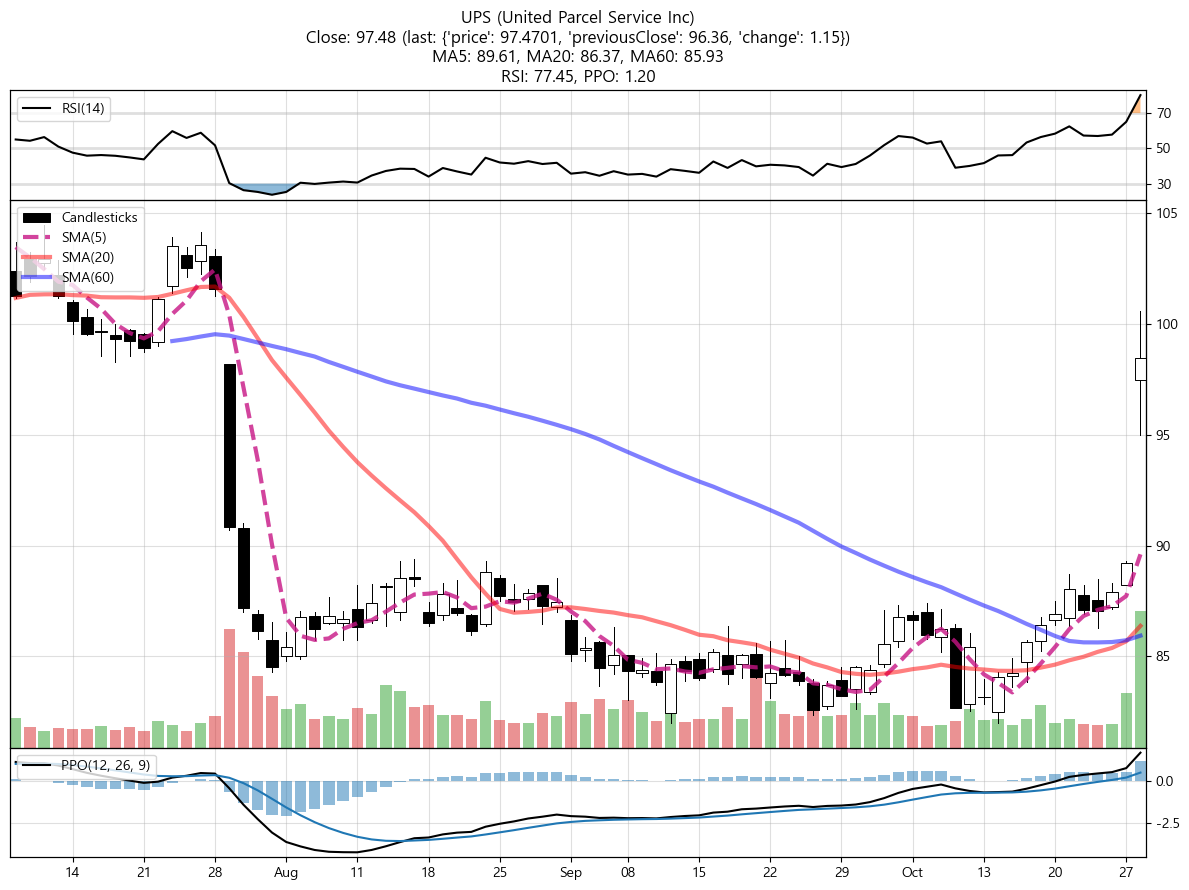 UPS (United Parcel Service Inc)
Close: 97.48 (last: {'price': 97.4701, 'previousClose': 96.36, 'change': 1.15})
MA5: 89.61, MA20: 86.37, MA60: 85.93
RSI: 77.45, PPO: 1.20
RSI(14)
70
50
30
Candlesticks
SMA(5)
SMA(20)
SMA(60)
105
100
95
90
85
PPO(12, 26, 9)
0.0
−2.5
14 21 28 Aug 11 18 25 Sep 08 15 22 29 Oct 13 20 27